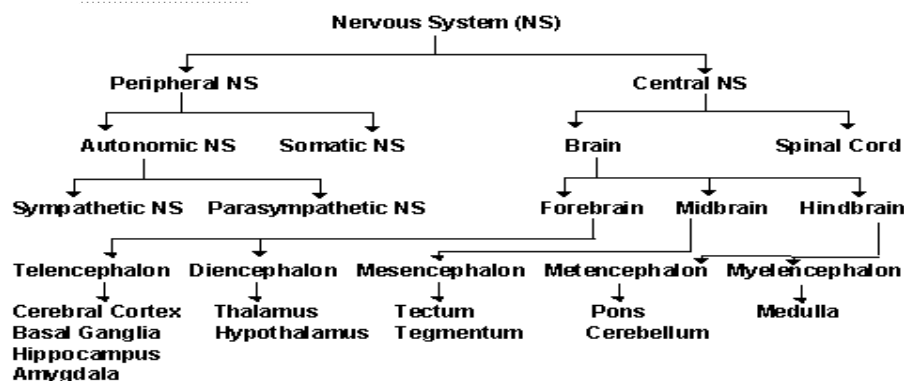 Nervous System (NS)
Peripheral NS Central NS
Autonomic NS Somatic NS Brain Spinal Cord
Sympathetic NS Parasympathetic NS Forebrain Midbrain Hindbrain
Telencephalon Diencephalon Mesencephalon Metencephalon Myelencephalon
Cerebral Cortex Thalamus Tectum Pons Medulla
Basal Ganglia Hypothalamus Tegmentum Cerebellum
Hippocampus
Amygdala